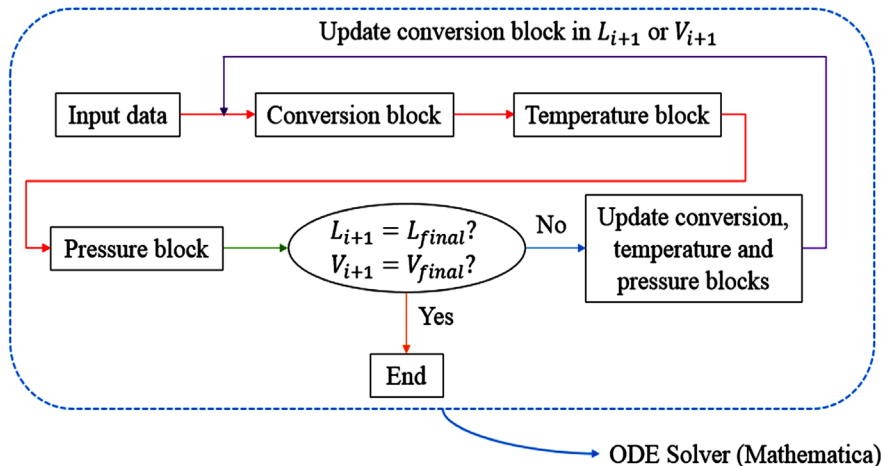 Update conversion block in $L_{i+1}$ or $V_{i+1}$
Input data
Conversion block
Temperature block
Pressure block
$L_{i+1} = L_{final}$?
$V_{i+1} = V_{final}$?
No
Update conversion,
temperature and
pressure blocks
Yes
End
ODE Solver (Mathematica)